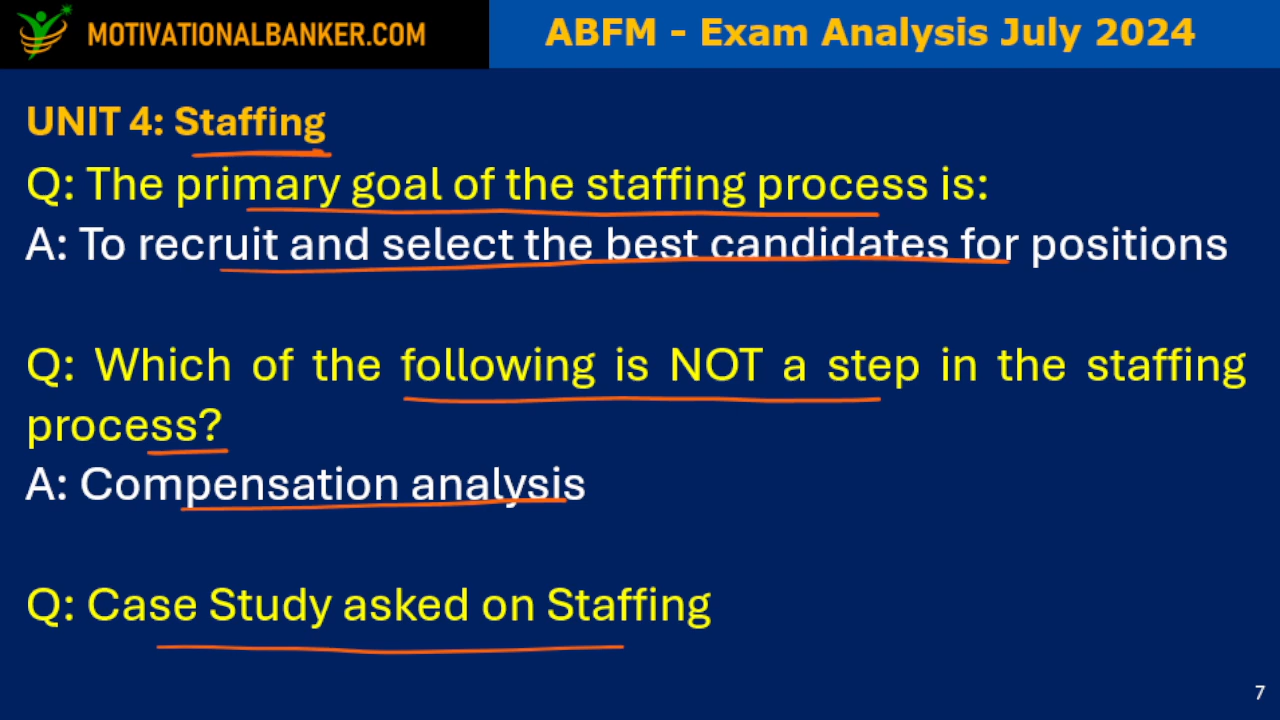 MOTIVATIONALBANKER.COM
ABFM - Exam Analysis July 2024
UNIT 4: Staffing
Q: The primary goal of the staffing process is:
A: To recruit and select the best candidates for positions
Q: Which of the following is NOT a step in the staffing
process?
A: Compensation analysis
Q: Case Study asked on Staffing
7